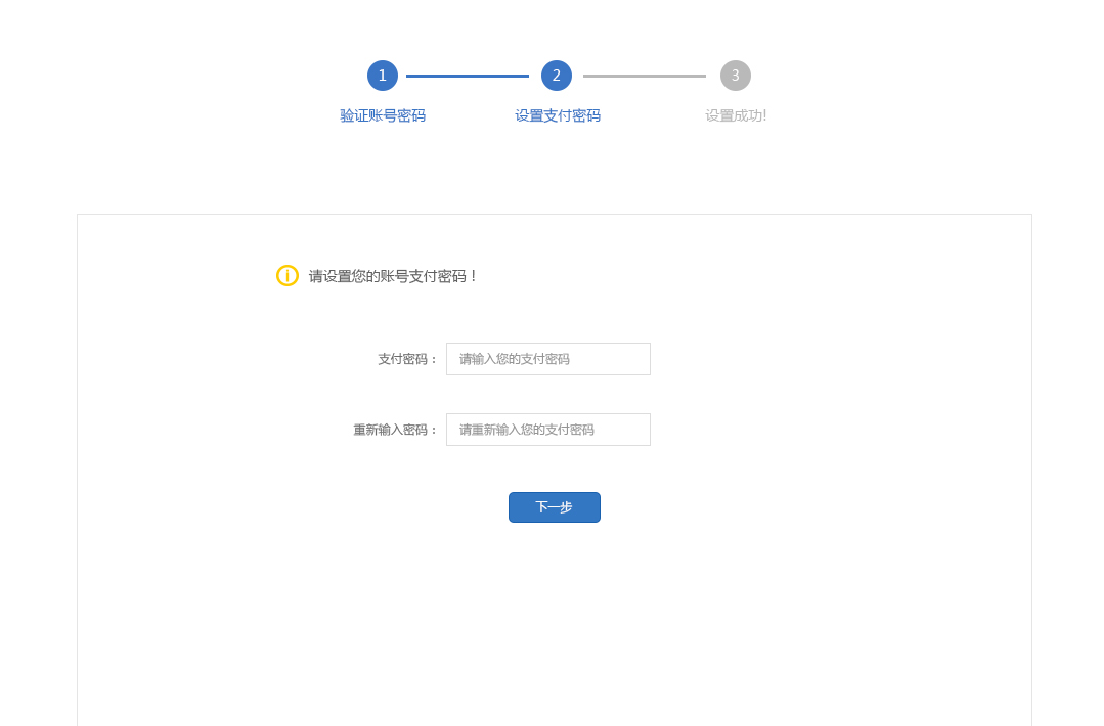 1 2 3
验证账号密码 设置支付密码 设置成功!
请设置您的账号支付密码！
支付密码： 请输入您的支付密码
重新输入密码： 请重新输入您的支付密码
下一步